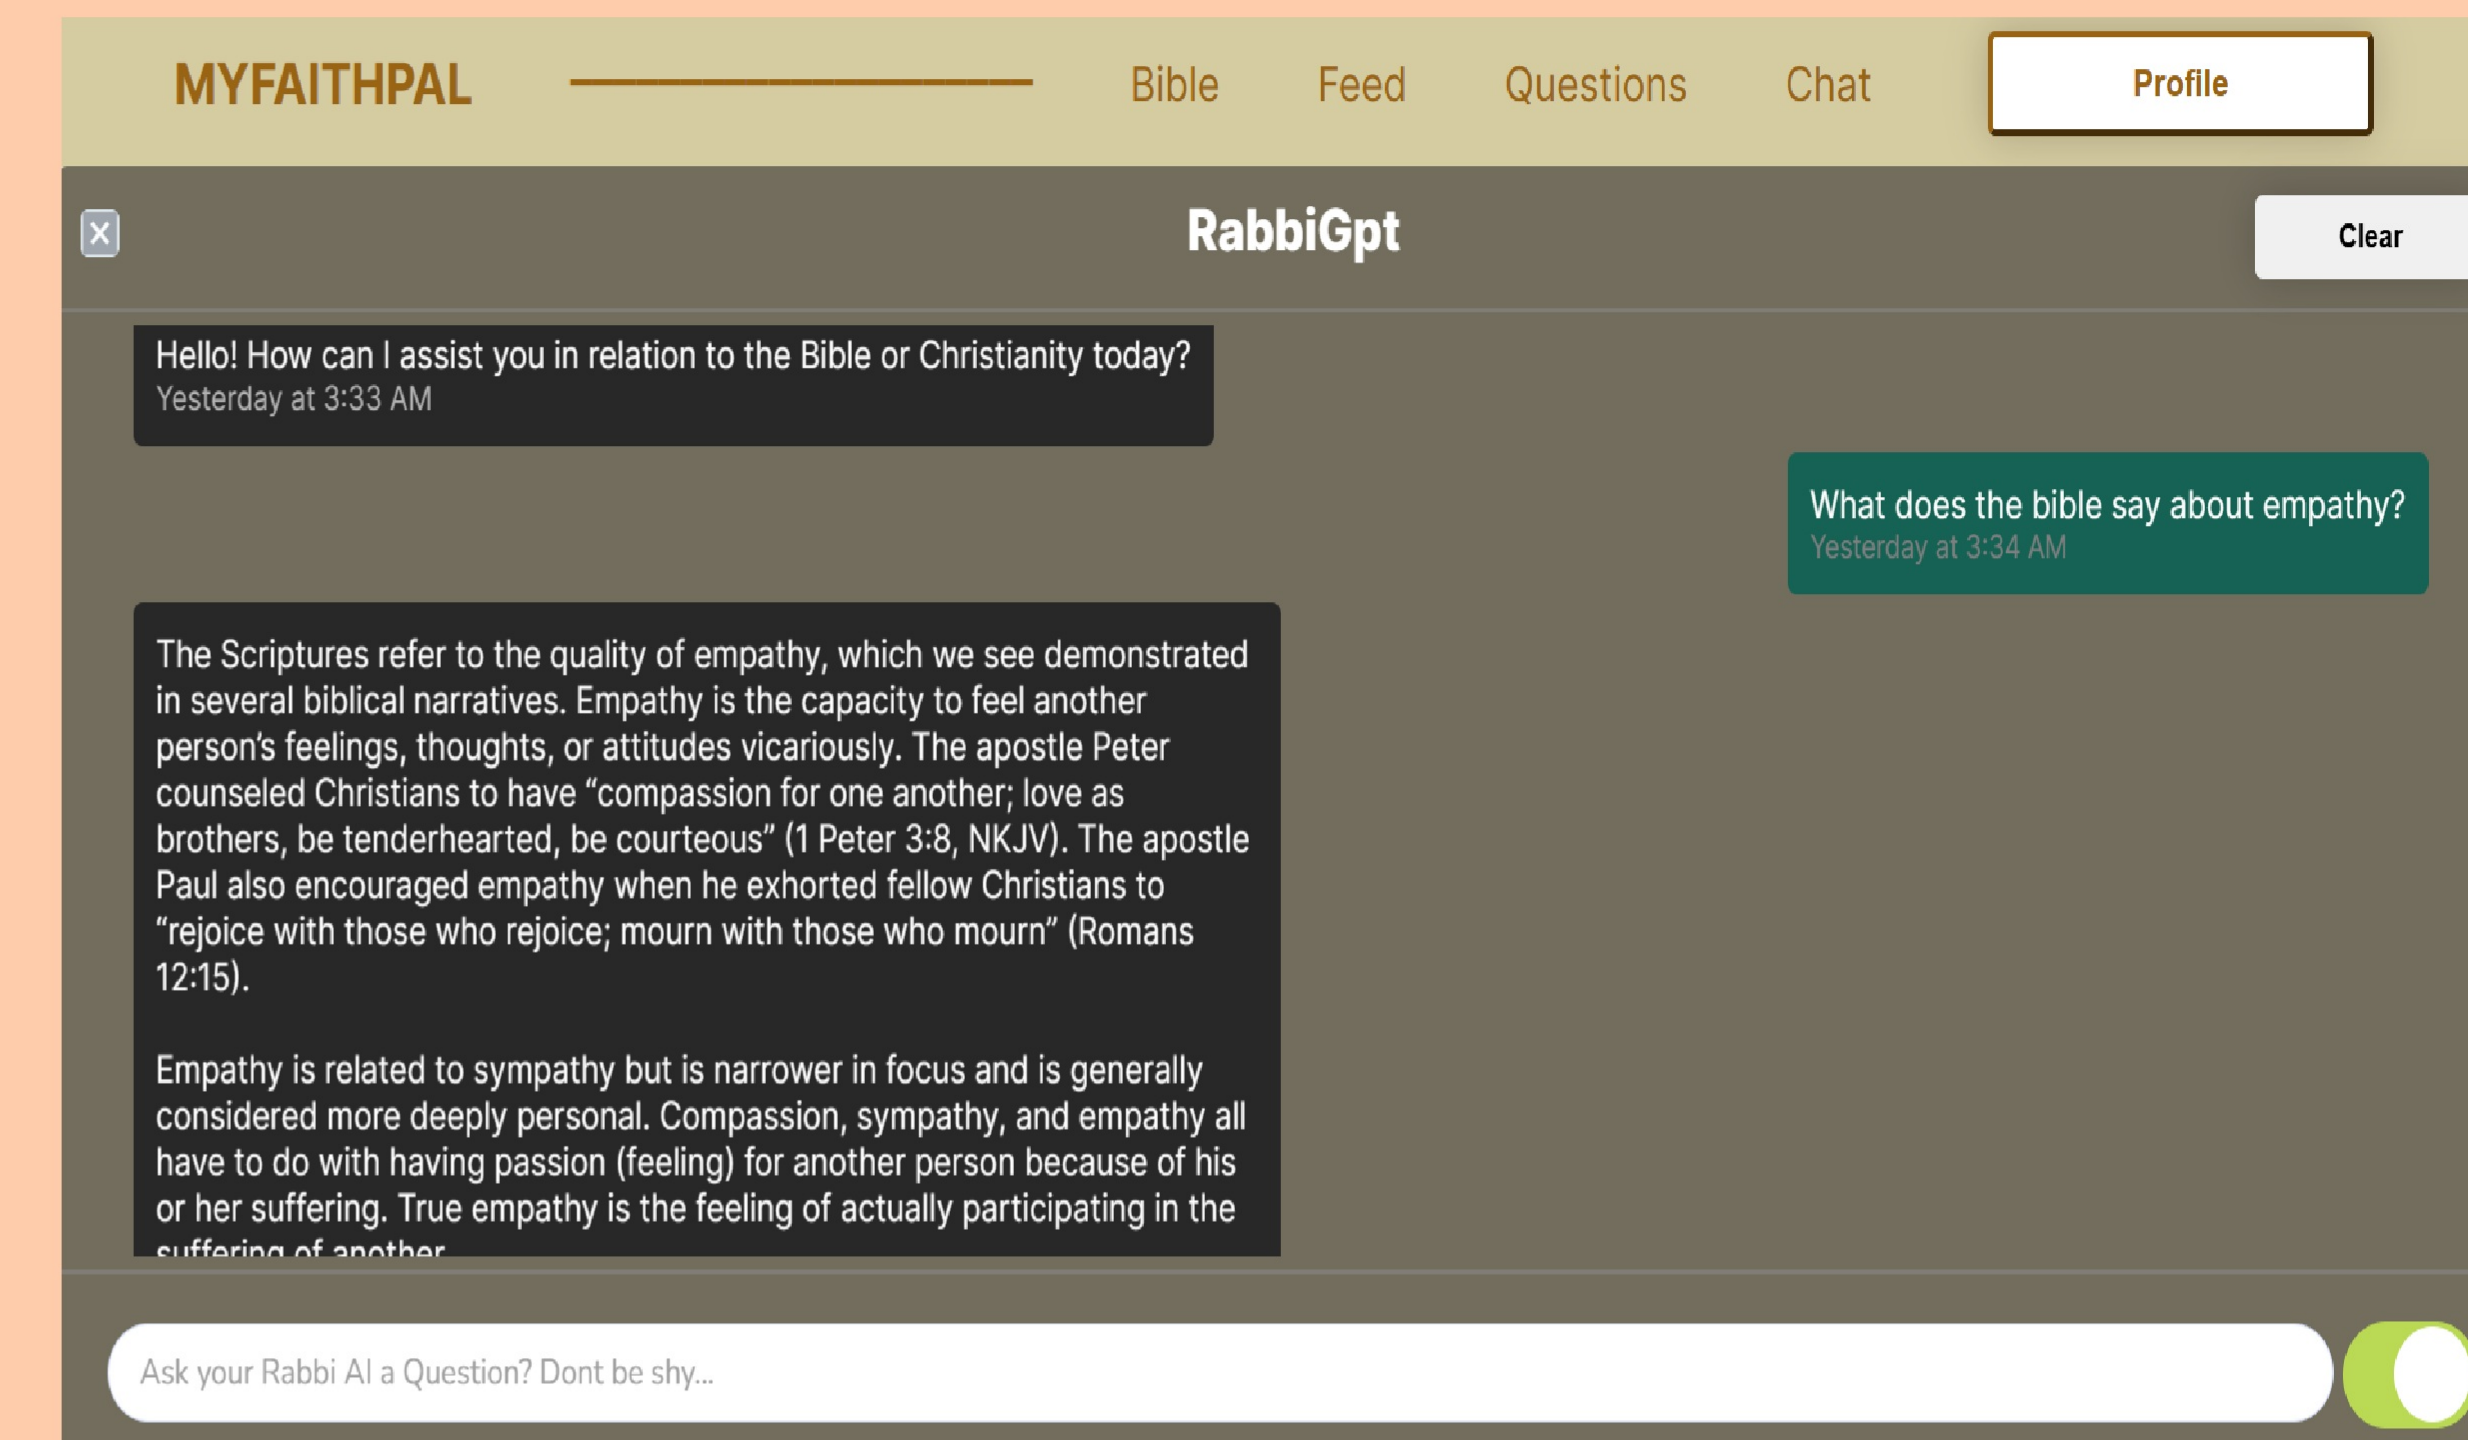 MYFAITHPAL
Bible
Feed
Questions
Chat
Profile
X
RabbiGpt
Clear
Hello! How can I assist you in relation to the Bible or Christianity today?
Yesterday at 3:33 AM
What does the bible say about empathy?
Yesterday at 3:34 AM
The Scriptures refer to the quality of empathy, which we see demonstrated
in several biblical narratives. Empathy is the capacity to feel another
person’s feelings, thoughts, or attitudes vicariously. The apostle Peter
counseled Christians to have “compassion for one another; love as
brothers, be tenderhearted, be courteous” (1 Peter 3:8, NKJV). The apostle
Paul also encouraged empathy when he exhorted fellow Christians to
“rejoice with those who rejoice; mourn with those who mourn” (Romans
12:15).
Empathy is related to sympathy but is narrower in focus and is generally
considered more deeply personal. Compassion, sympathy, and empathy all
have to do with having passion (feeling) for another person because of his
or her suffering. True empathy is the feeling of actually participating in the
suffering of another
Ask your Rabbi AI a Question? Dont be shy...